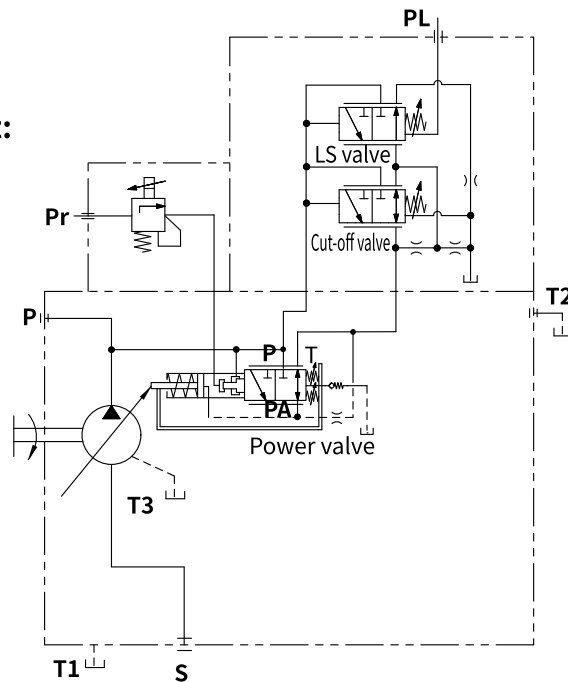 PL
:
LS valve
Pr
Cut-off valve
T2
P
P T
PA
Power valve
T3
T1
S